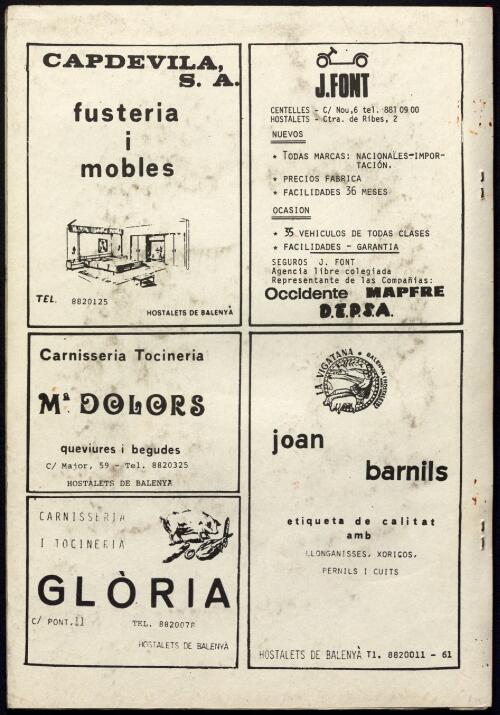 CAPDEVILA,
S. A.
fusteria
i
mobles
TEL. 8820125
HOSTALETS DE BALENYÀ
J.FONT
CENTELLES - C/ Nou,6 tel. 881 09 00
HOSTALETS - Ctra. de Ribes, 2
NUEVOS
* TODAS MARCAS: NACIONALES-IMPOR-
TACIÓN.
* PRECIOS FABRICA
* FACILIDADES 36 MESES
OCASION
* 35 VEHICULOS DE TODAS CLASES
* FACILIDADES - GARANTIA
SEGUROS J. FONT
Agencia libre colegiada
Representante de las Compañias:
Occidente MAPFRE
D.E.P.S.A.
Carnisseria Tocineria
Mª DOLORS
queviures i begudes
C/ Major, 59 - Tel. 8820325
HOSTALETS DE BALENYÀ
CARNISSERIA
I TOCINERIA
GLÒRIA
C/ PONT.11 TEL. 8820078
HOSTALETS DE BALENYÀ
LA VIGATANA • BALENYA (HOSTALETS)
joan
barnils
etiqueta de calitat
amb
LLONGANISSES, XORIÇOS,
PERNILS I CUITS
HOSTALETS DE BALENYÀ Tl. 8820011 - 61